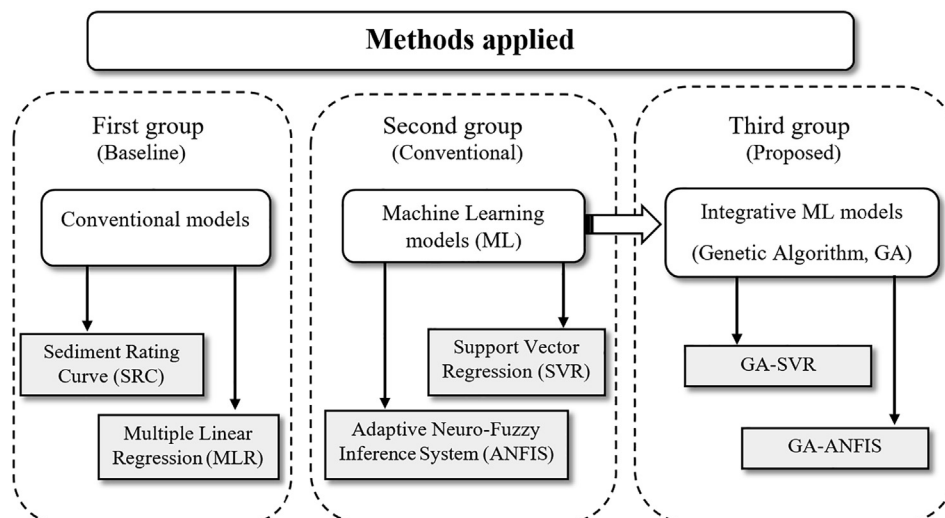 Methods applied
First group
(Baseline)
Conventional models
Sediment Rating
Curve (SRC)
Multiple Linear
Regression (MLR)
Second group
(Conventional)
Machine Learning
models (ML)
Support Vector
Regression (SVR)
Adaptive Neuro-Fuzzy
Inference System (ANFIS)
Third group
(Proposed)
Integrative ML models
(Genetic Algorithm, GA)
GA-SVR
GA-ANFIS